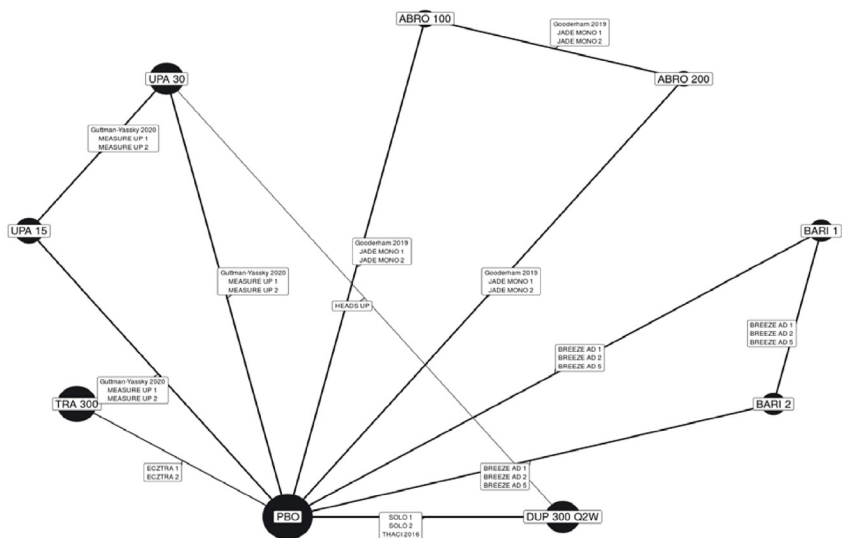 ABRO 100
Gooderham 2019
JADE MONO 1
JADE MONO 2
UPA 30
ABRO 200
Guttman-Yassky 2020
MEASURE UP 1
MEASURE UP 2
UPA 15
BARI 1
Gooderham 2019
JADE MONO 1
JADE MONO 2
Guttman-Yassky 2020
MEASURE UP 1
MEASURE UP 2
Gooderham 2019
JADE MONO 1
JADE MONO 2
HEADS UP
BREEZE AD 1
BREEZE AD 2
BREEZE AD 5
BREEZE AD 1
BREEZE AD 2
BREEZE AD 5
Guttman-Yassky 2020
MEASURE UP 1
MEASURE UP 2
TRA 300
BARI 2
ECZTRA 1
ECZTRA 2
BREEZE AD 1
BREEZE AD 2
BREEZE AD 5
PBO
SOLO 1
SOLO 2
THACI 2016
DUP 300 Q2W